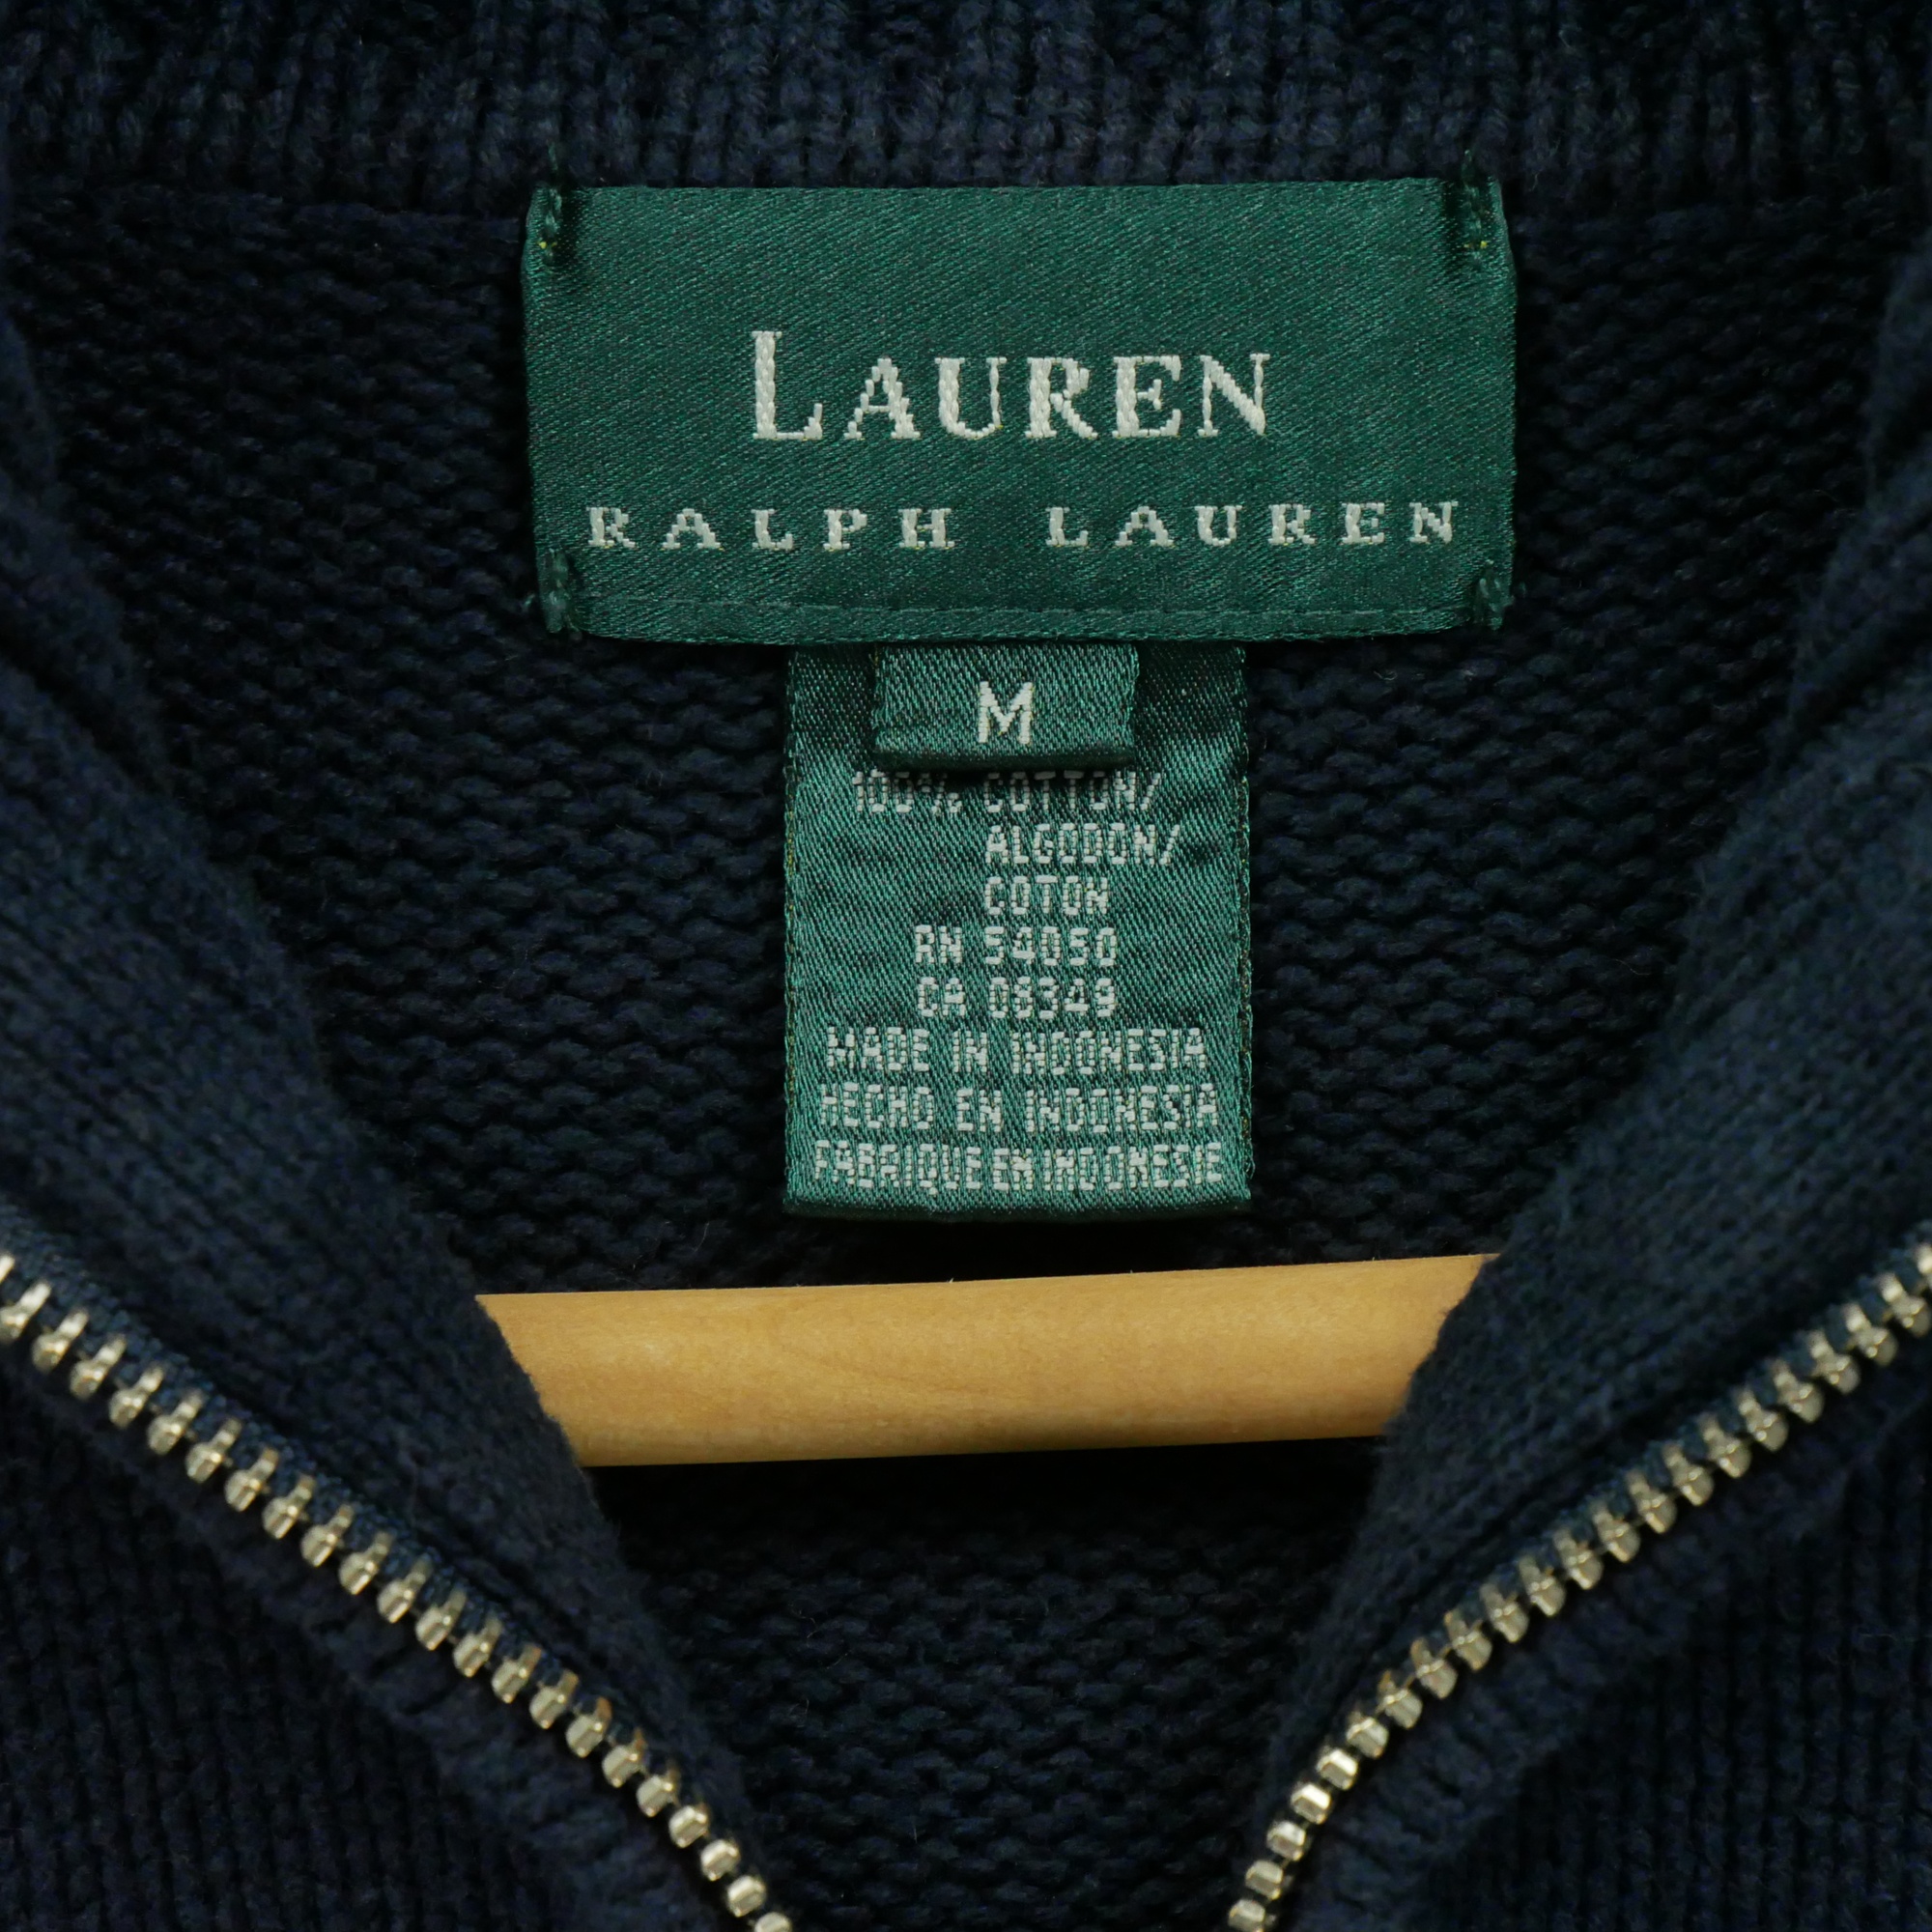 LAUREN
RALPH LAUREN
M
100% COTTON/
ALGODON/
COTON
RN 54050
CA 06349
MADE IN INDONESIA
HECHO EN INDONESIA
FABRIQUE EN INDONESIE